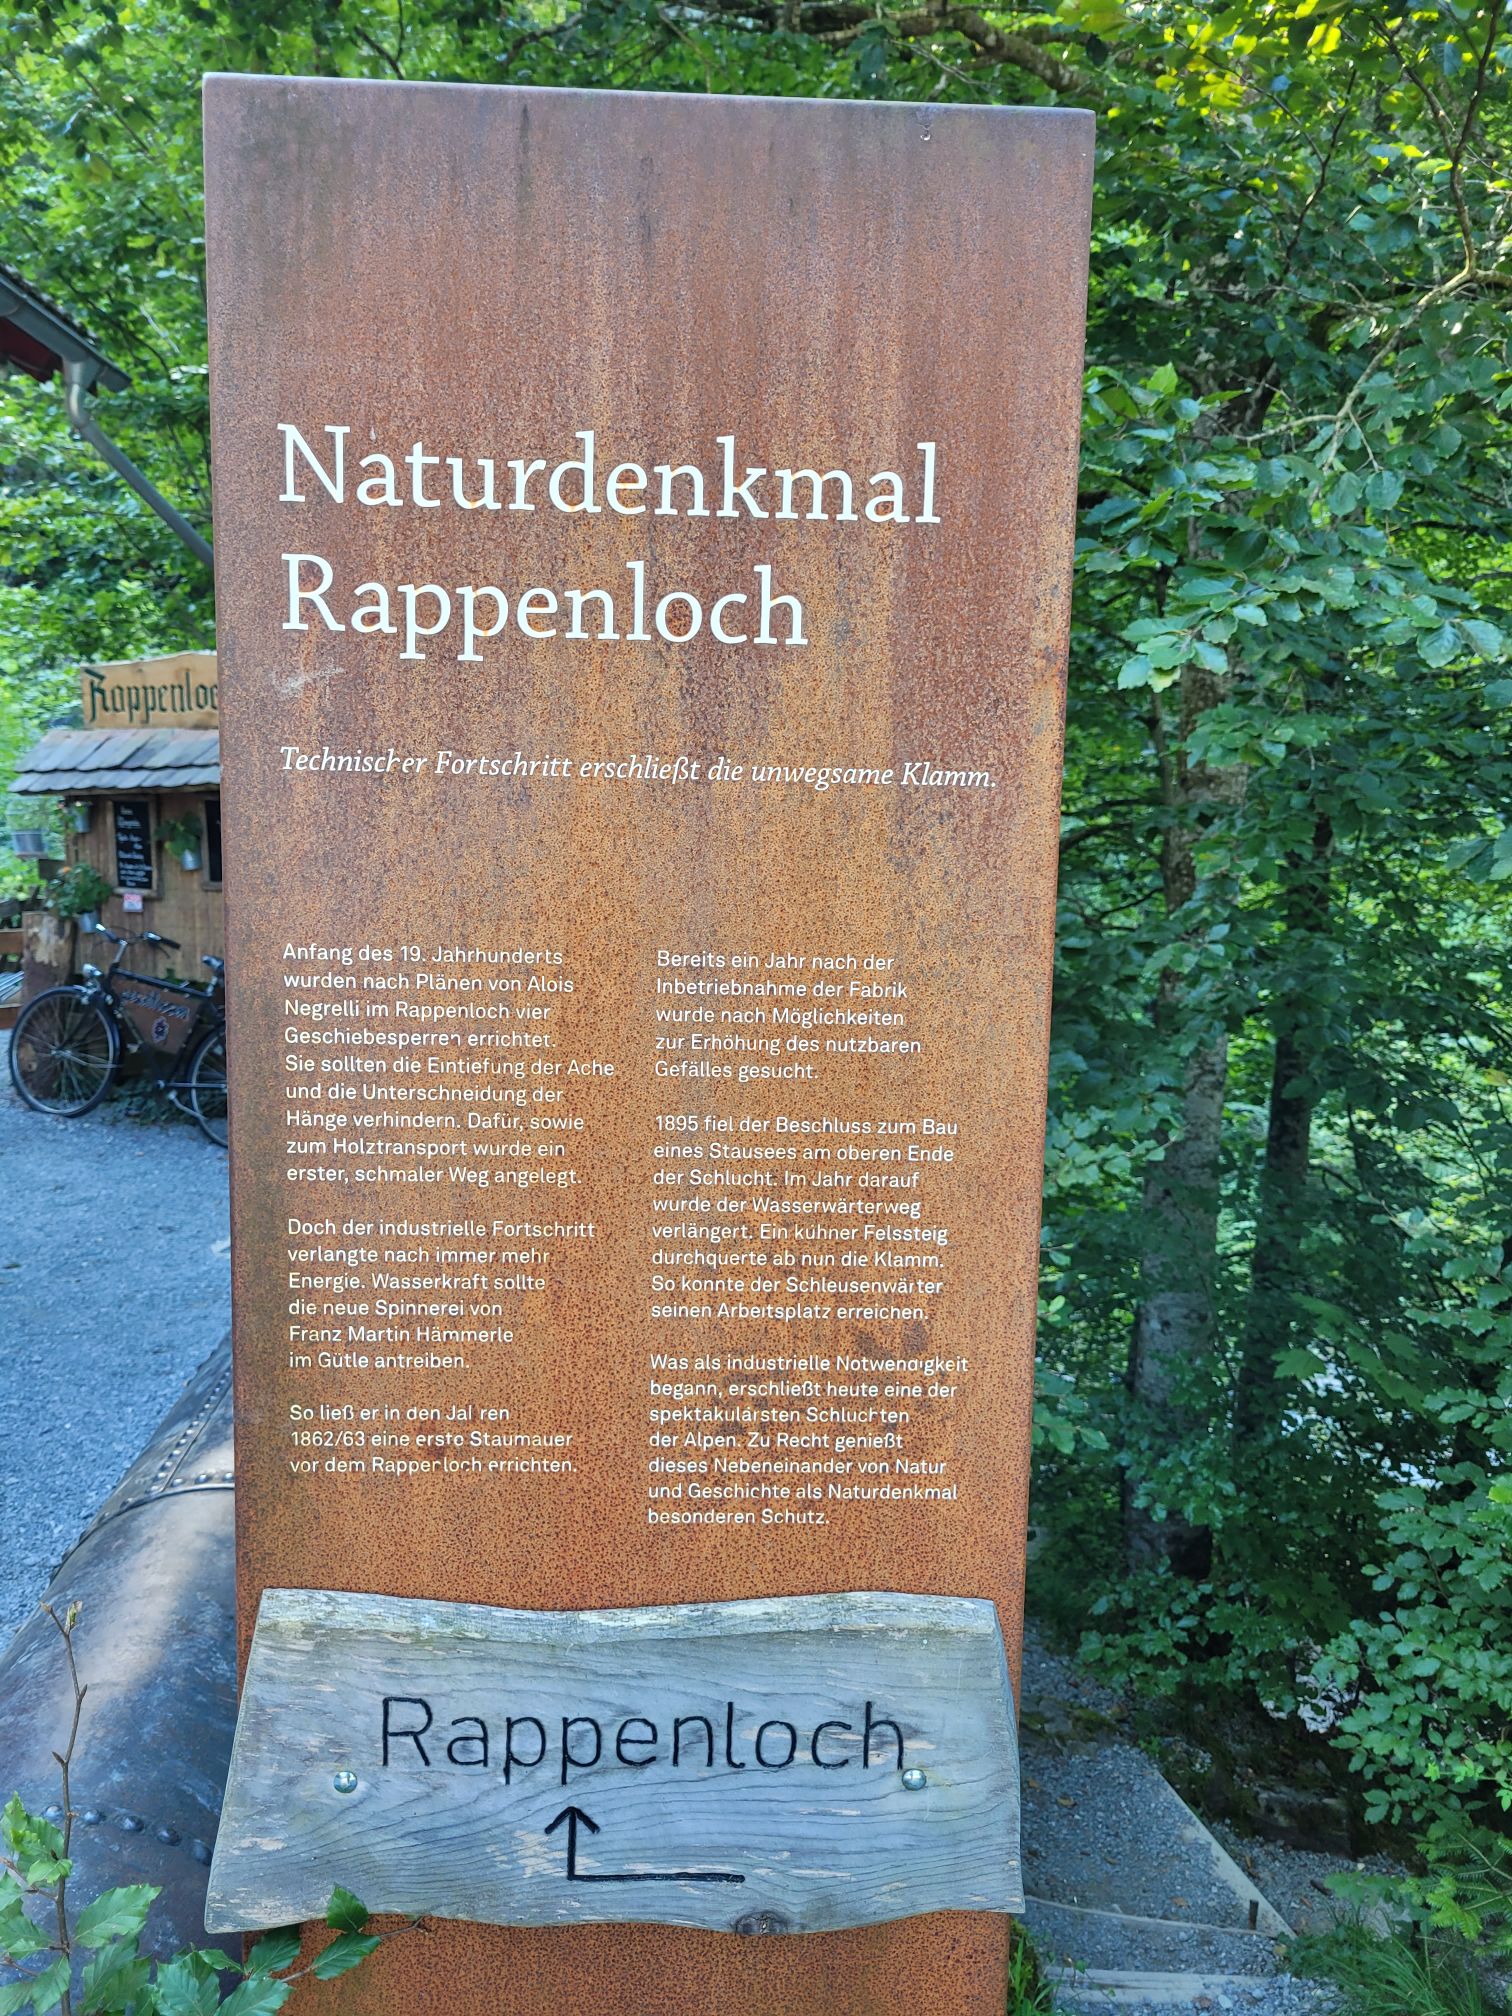 Naturdenkmal
Rappenloch
Technischer Fortschritt erschließt die unwegsame Klamm.
Anfang des 19. Jahrhunderts
wurden nach Plänen von Alois
Negrelli im Rappenloch vier
Geschiebesperren errichtet.
Sie sollten die Eintiefung der Ache
und die Unterschneidung der
Hänge verhindern. Dafür, sowie
zum Holztransport wurde ein
erster, schmaler Weg angelegt.
Doch der industrielle Fortschritt
verlangte nach immer mehr
Energie. Wasserkraft sollte
die neue Spinnerei von
Franz Martin Hämmerle
im Gütle antreiben.
So ließ er in den Jahren
1862/63 eine erste Staumauer
vor dem Rappenloch errichten.
Bereits ein Jahr nach der
Inbetriebnahme der Fabrik
wurde nach Möglichkeiten
zur Erhöhung des nutzbaren
Gefälles gesucht.
1895 fiel der Beschluss zum Bau
eines Stausees am oberen Ende
der Schlucht. Im Jahr darauf
wurde der Wasserwärterweg
verlängert. Ein kühner Felssteig
durchquerte ab nun die Klamm.
So konnte der Schleusenwärter
seinen Arbeitsplatz erreichen.
Was als industrielle Notwendigkeit
begann, erschließt heute eine der
spektakulärsten Schluchten
der Alpen. Zu Recht genießt
dieses Nebeneinander von Natur
und Geschichte als Naturdenkmal
besonderen Schutz.
Rappenloch
Rappenloc